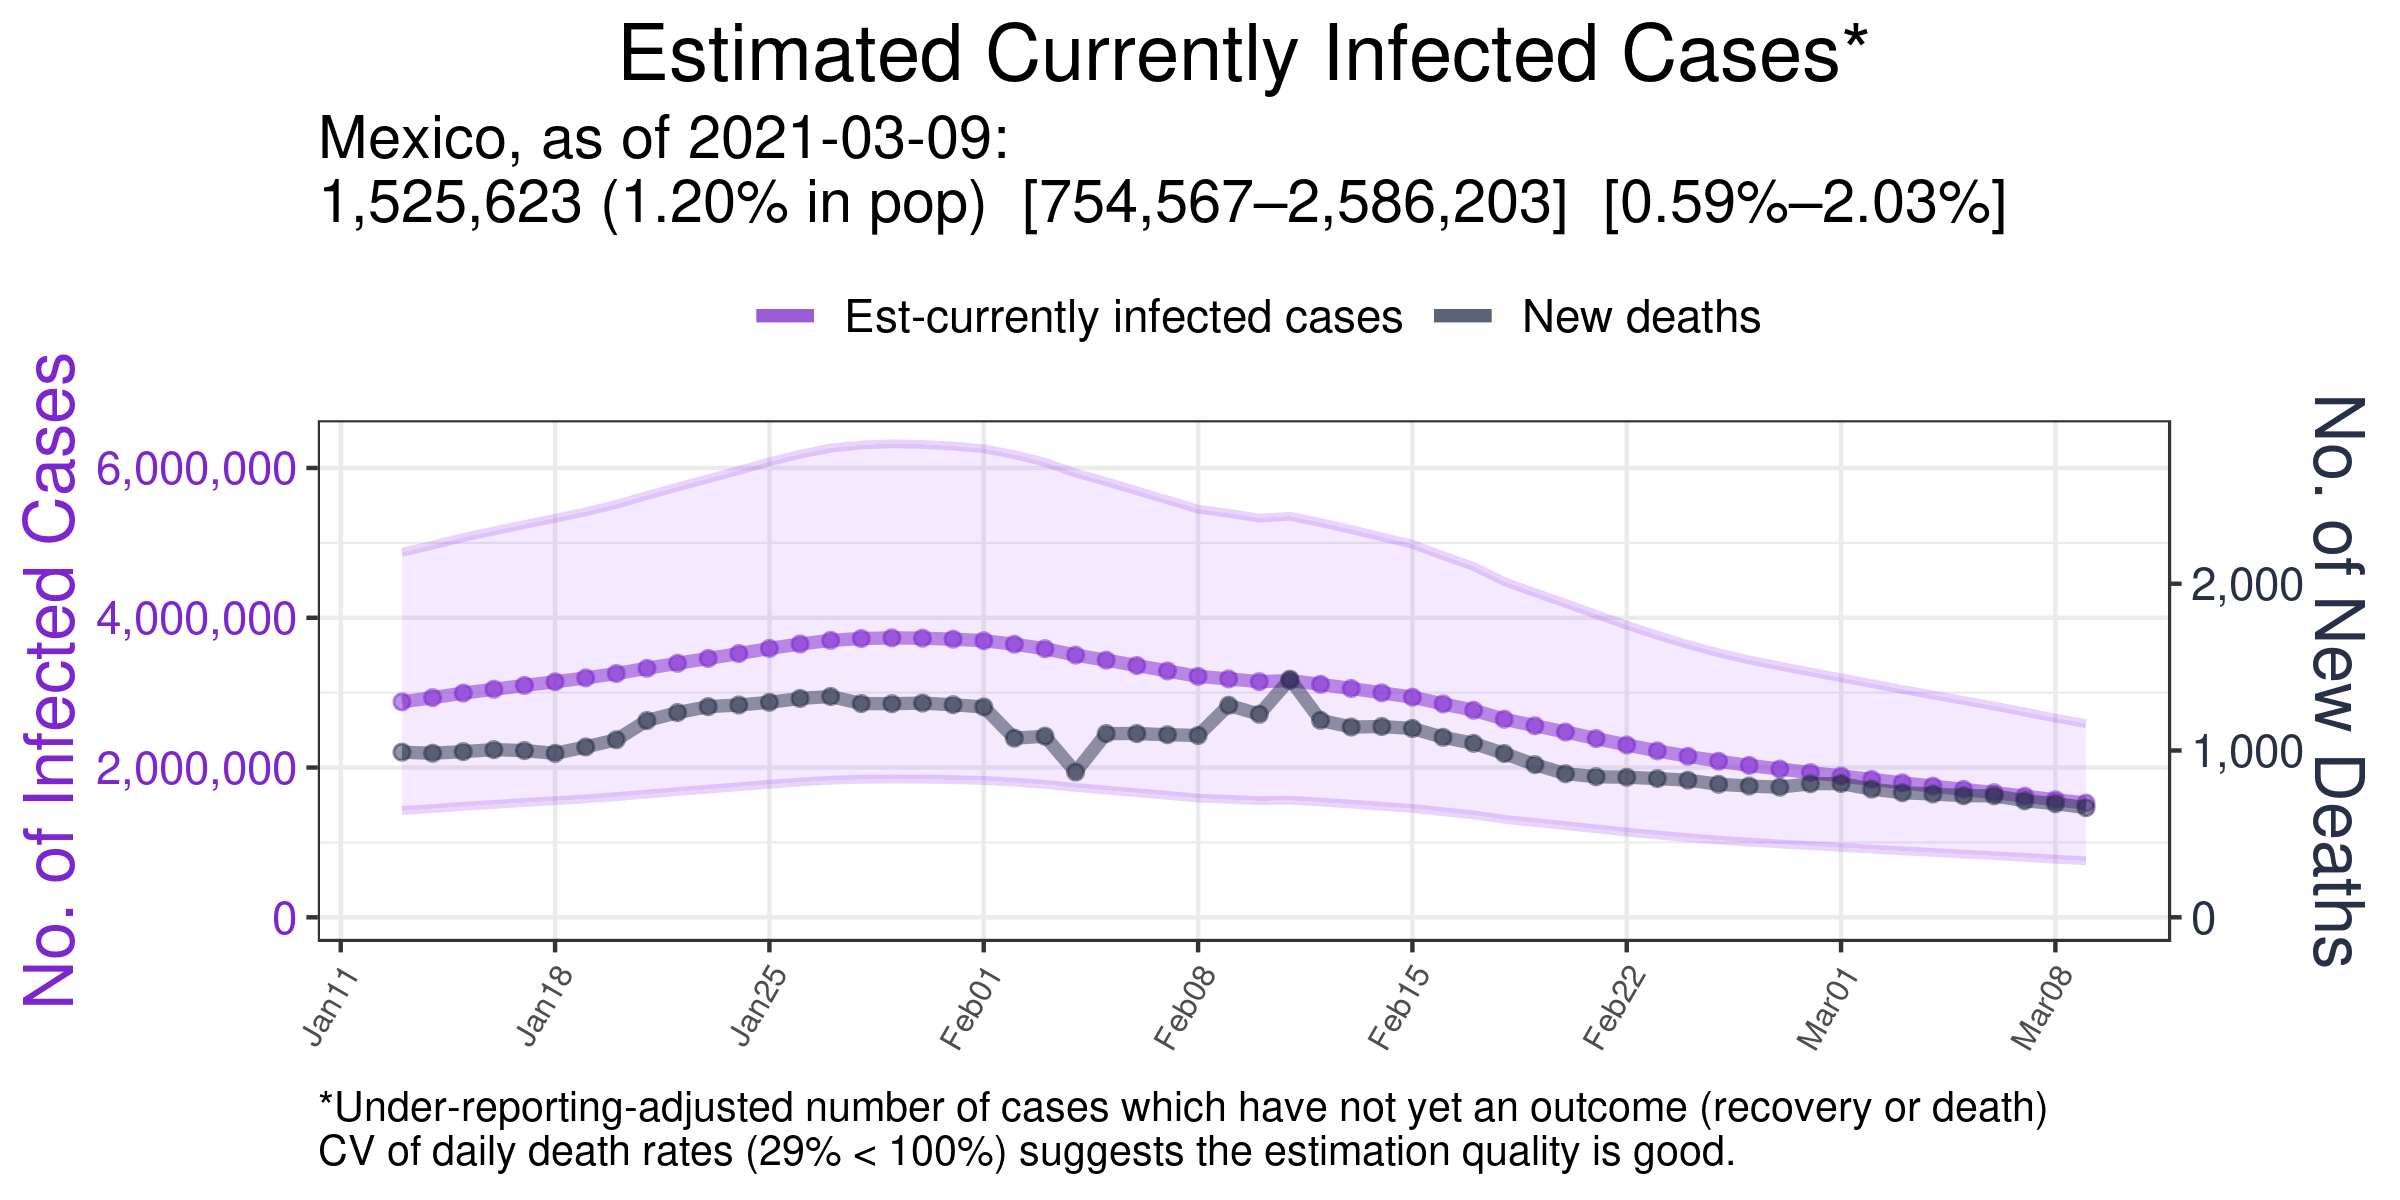 Estimated Currently Infected Cases*
Mexico, as of 2021-03-09:
1,525,623 (1.20% in pop) [754,567–2,586,203] [0.59%–2.03%]
Est-currently infected cases
New deaths
No. of Infected Cases
6,000,000
4,000,000
2,000,000
0
2,000
1,000
0
No. of New Deaths
Jan11
Jan18
Jan25
Feb01
Feb08
Feb15
Feb22
Mar01
Mar08
*Under-reporting-adjusted number of cases which have not yet an outcome (recovery or death)
CV of daily death rates (29% < 100%) suggests the estimation quality is good.